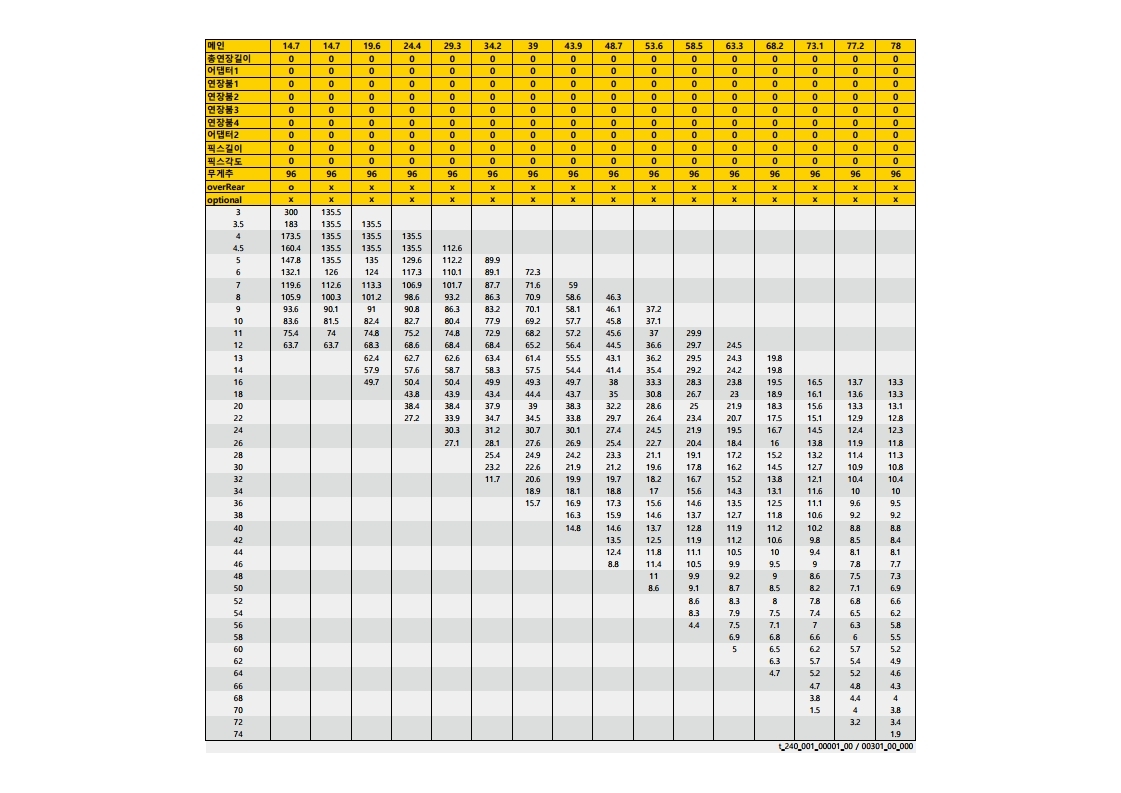 메인 14.7 14.7 19.6 24.4 29.3 34.2 39 43.9 48.7 53.6 58.5 63.3 68.2 73.1 77.2 78
총연장길이 0 0 0 0 0 0 0 0 0 0 0 0 0 0 0 0
어댑터1 0 0 0 0 0 0 0 0 0 0 0 0 0 0 0 0
연장붐1 0 0 0 0 0 0 0 0 0 0 0 0 0 0 0 0
연장붐2 0 0 0 0 0 0 0 0 0 0 0 0 0 0 0 0
연장붐3 0 0 0 0 0 0 0 0 0 0 0 0 0 0 0 0
연장붐4 0 0 0 0 0 0 0 0 0 0 0 0 0 0 0 0
어댑터2 0 0 0 0 0 0 0 0 0 0 0 0 0 0 0 0
픽스길이 0 0 0 0 0 0 0 0 0 0 0 0 0 0 0 0
픽스각도 0 0 0 0 0 0 0 0 0 0 0 0 0 0 0 0
무게추 96 96 96 96 96 96 96 96 96 96 96 96 96 96 96 96
overRear o x x x x x x x x x x x x x x x
optional x x x x x x x x x x x x x x x x
3 300 135.5
3.5 183 135.5 135.5
4 173.5 135.5 135.5 135.5
4.5 160.4 135.5 135.5 135.5 112.6
5 147.8 135.5 135 129.6 112.2 89.9
6 132.1 126 124 117.3 110.1 89.1 72.3
7 119.6 112.6 113.3 106.9 101.7 87.7 71.6 59
8 105.9 100.3 101.2 98.6 93.2 86.3 70.9 58.6 46.3
9 93.6 90.1 91 90.8 86.3 83.2 70.1 58.1 46.1 37.2
10 83.6 81.5 82.4 82.7 80.4 77.9 69.2 57.7 45.8 37.1
11 75.4 74 74.8 75.2 74.8 72.9 68.2 57.2 45.6 37 29.9
12 63.7 63.7 68.3 68.6 68.4 68.4 65.2 56.4 44.5 36.6 29.7 24.5
13 62.4 62.7 62.6 63.4 61.4 55.5 43.1 36.2 29.5 24.3 19.8
14 57.9 57.6 58.7 58.3 57.5 54.4 41.4 35.4 29.2 24.2 19.8
16 49.7 50.4 50.4 49.9 49.3 49.7 38 33.3 28.3 23.8 19.5 16.5 13.7 13.3
18 43.8 43.9 43.4 44.4 43.7 35 30.8 26.7 23 18.9 16.1 13.6 13.3
20 38.4 38.4 37.9 39 38.3 32.2 28.6 25 21.9 18.3 15.6 13.3 13.1
22 27.2 33.9 34.7 34.5 33.8 29.7 26.4 23.4 20.7 17.5 15.1 12.9 12.8
24 30.3 31.2 30.7 30.1 27.4 24.5 21.9 19.5 16.7 14.5 12.4 12.3
26 27.1 28.1 27.6 26.9 25.4 22.7 20.4 18.4 16 13.8 11.9 11.8
28 25.4 24.9 24.2 23.3 21.1 19.1 17.2 15.2 13.2 11.4 11.3
30 23.2 22.6 21.9 21.2 19.6 17.8 16.2 14.5 12.7 10.9 10.8
32 11.7 20.6 19.9 19.7 18.2 16.7 15.2 13.8 12.1 10.4 10.4
34 18.9 18.1 18.8 17 15.6 14.3 13.1 11.6 10 10
36 15.7 16.9 17.3 15.6 14.6 13.5 12.5 11.1 9.6 9.5
38 16.3 15.9 14.6 13.7 12.7 11.8 10.6 9.2 9.2
40 14.8 14.6 13.7 12.8 11.9 11.2 10.2 8.8 8.8
42 13.5 12.5 11.9 11.2 10.6 9.8 8.5 8.4
44 12.4 11.8 11.1 10.5 10 9.4 8.1 8.1
46 8.8 11.4 10.5 9.9 9.5 9 7.8 7.7
48 11 9.9 9.2 9 8.6 7.5 7.3
50 8.6 9.1 8.7 8.5 8.2 7.1 6.9
52 8.6 8.3 8 7.8 6.8 6.6
54 8.3 7.9 7.5 7.4 6.5 6.2
56 4.4 7.5 7.1 7 6.3 5.8
58 6.9 6.8 6.6 6 5.5
60 5 6.5 6.2 5.7 5.2
62 6.3 5.7 5.4 4.9
64 4.7 5.2 5.2 4.6
66 4.7 4.8 4.3
68 3.8 4.4 4
70 1.5 4 3.8
72 3.2 3.4
74 1.9
t_240_001_00001_00 / 00301_00_000